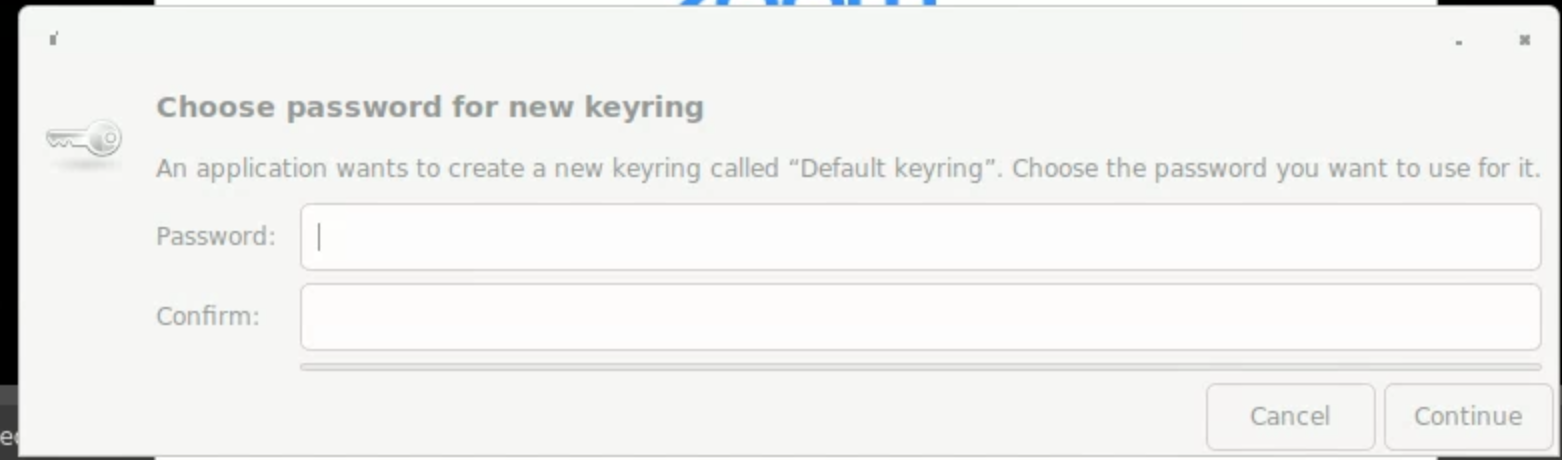 Choose password for new keyring
An application wants to create a new keyring called “Default keyring”. Choose the password you want to use for it.
Password:
Confirm:
Cancel
Continue